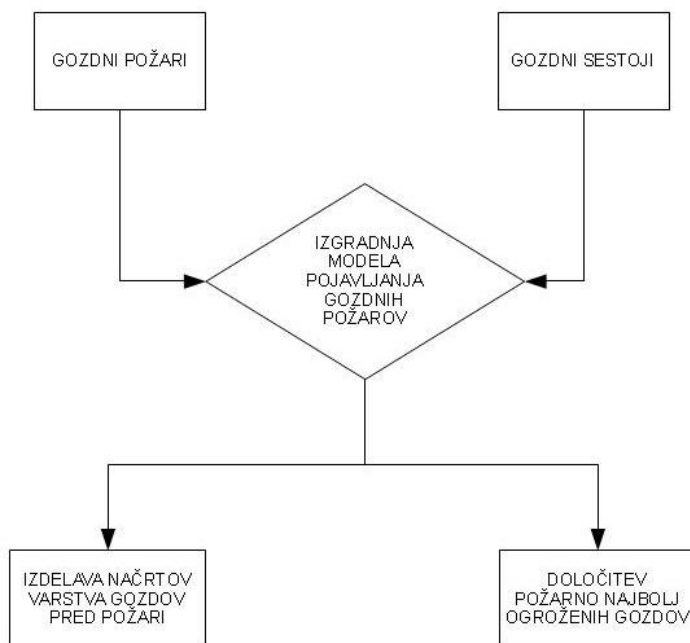 GOZDNI POŽARI
GOZDNI SESTOJI
IZGRADNJA
MODELA
POJAVLJANJA
GOZDNIH
POŽAROV
IZDELAVA NAČRTOV
VARSTVA GOZDOV
PRED POŽARI
DOLOČITEV
POŽARNO NAJBOLJ
OGROŽENIH GOZDOV